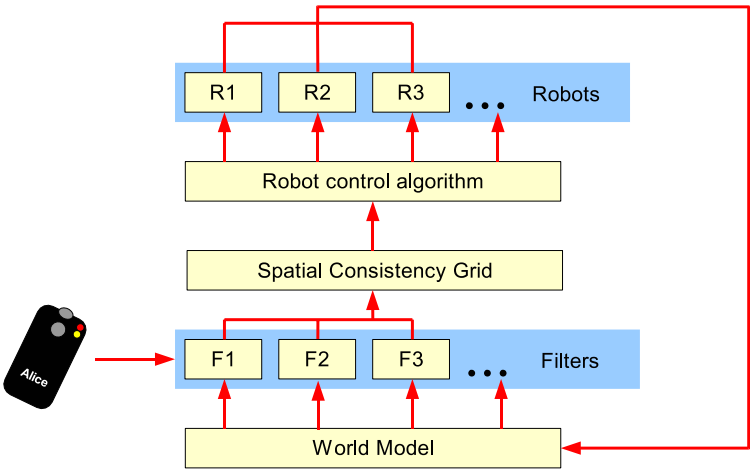 R1 R2 R3 ... Robots
Robot control algorithm
Spatial Consistency Grid
F1 F2 F3 ... Filters
Alice
World Model